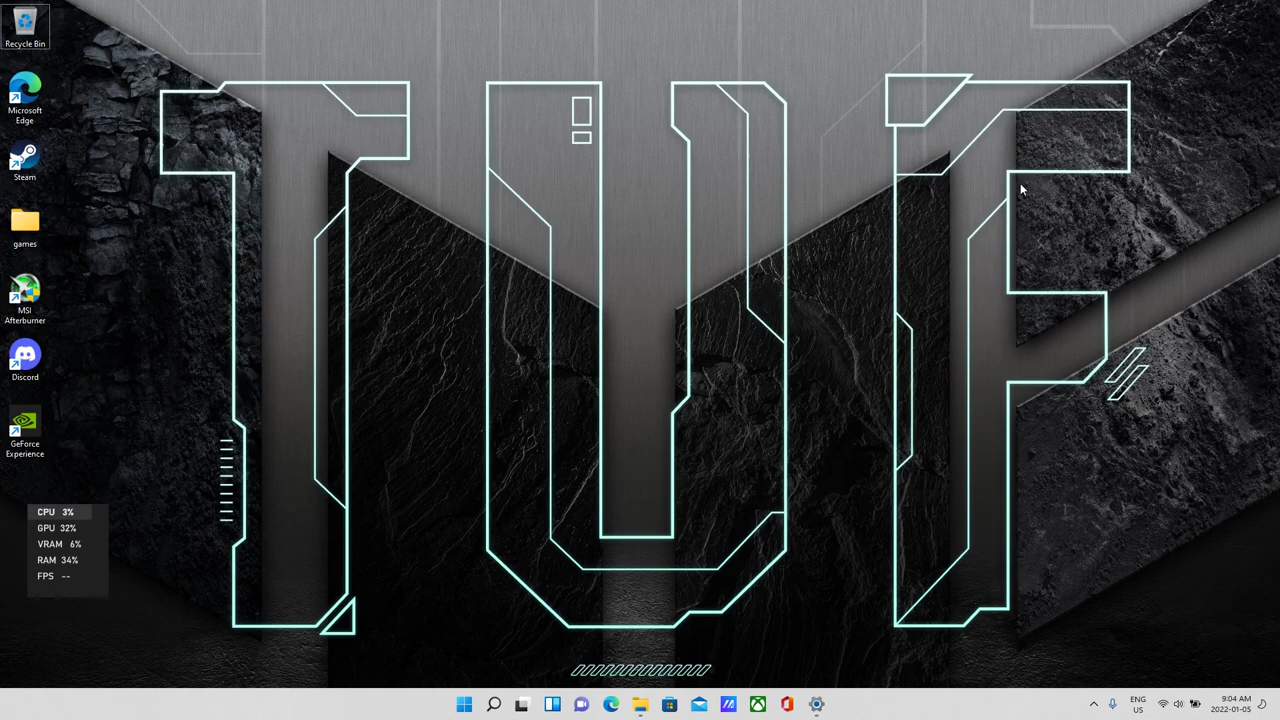 Recycle Bin
Microsoft
Edge
Steam
games
MSI
Afterburner
Discord
GeForce
Experience
CPU 3%
GPU 32%
VRAM 6%
RAM 34%
FPS --
TUF
ENG
US
9:04 AM
2022-01-05